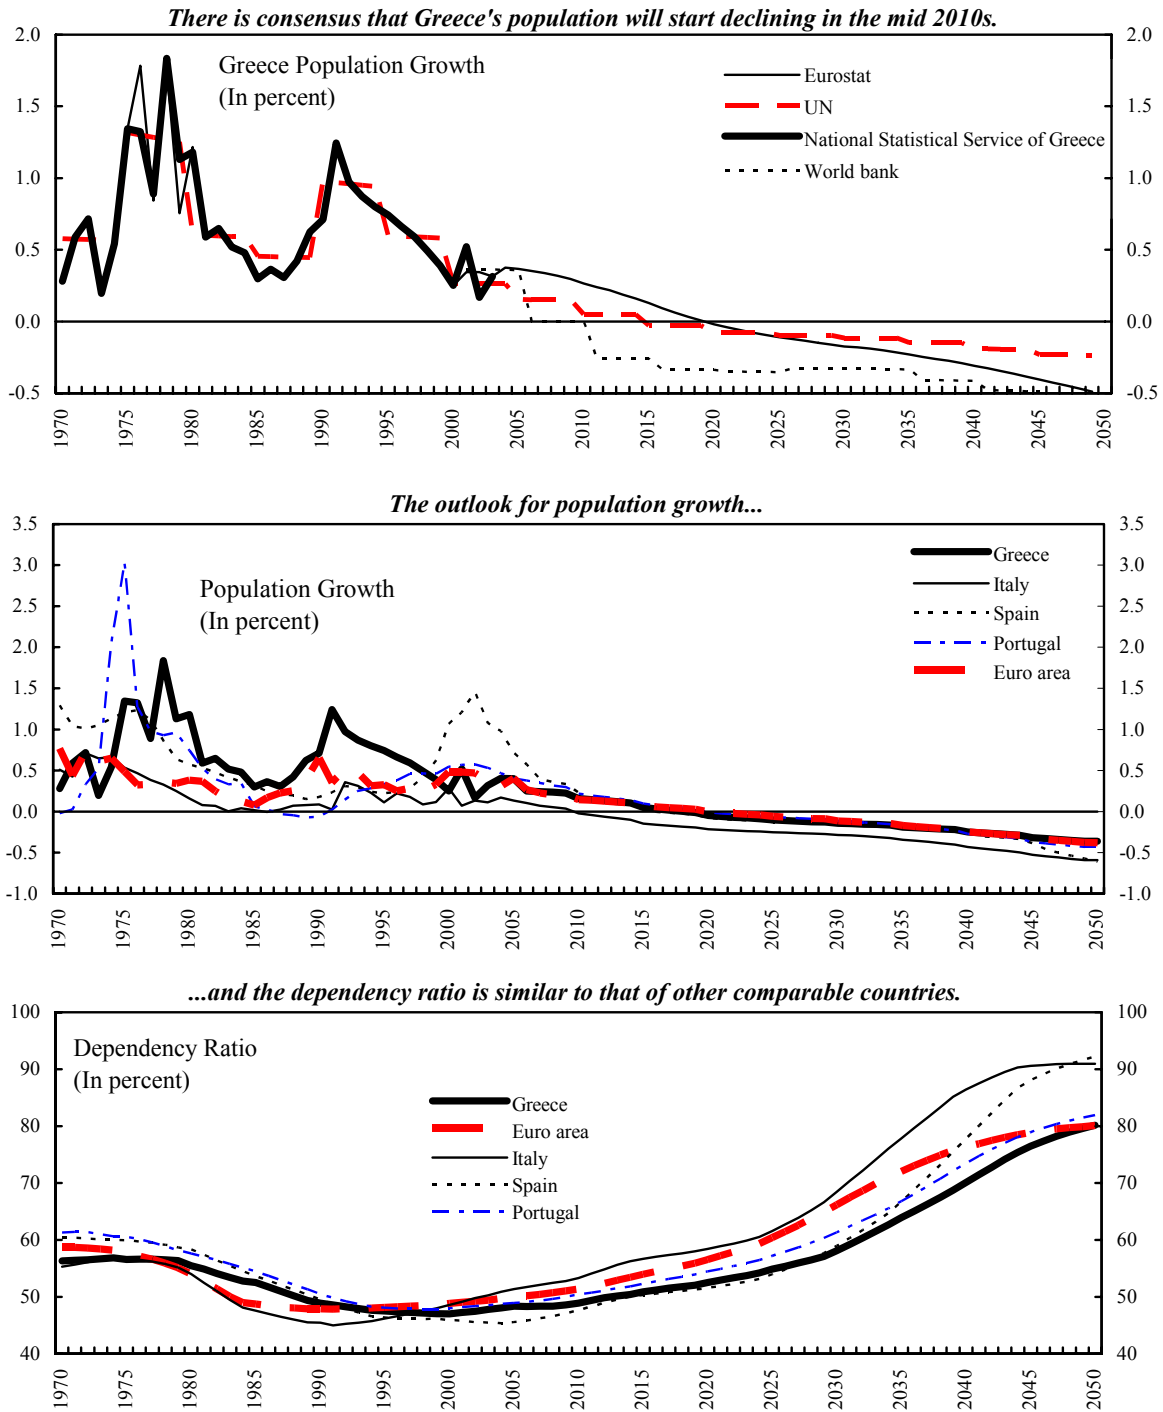 There is consensus that Greece's population will start declining in the mid 2010s.
2.0 2.0
Greece Population Growth
(In percent)
Eurostat
UN
National Statistical Service of Greece
World bank
1.5 1.5
1.0 1.0
0.5 0.5
0.0 0.0
-0.5 -0.5
1970 1975 1980 1985 1990 1995 2000 2005 2010 2015 2020 2025 2030 2035 2040 2045 2050
The outlook for population growth...
3.5 3.5
Population Growth
(In percent)
Greece
Italy
Spain
Portugal
Euro area
3.0 3.0
2.5 2.5
2.0 2.0
1.5 1.5
1.0 1.0
0.5 0.5
0.0 0.0
-0.5 -0.5
-1.0 -1.0
1970 1975 1980 1985 1990 1995 2000 2005 2010 2015 2020 2025 2030 2035 2040 2045 2050
...and the dependency ratio is similar to that of other comparable countries.
100 100
Dependency Ratio
(In percent)
Greece
Euro area
Italy
Spain
Portugal
90 90
80 80
70 70
60 60
50 50
40 40
1970 1975 1980 1985 1990 1995 2000 2005 2010 2015 2020 2025 2030 2035 2040 2045 2050